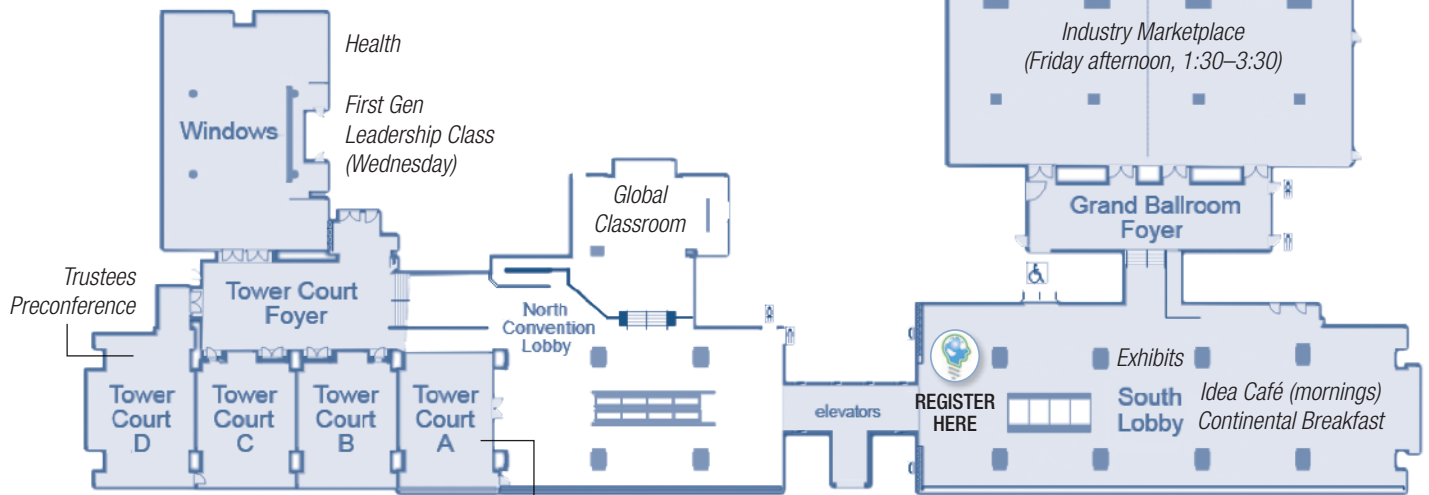 Health
First Gen
Leadership Class
(Wednesday)
Windows
Industry Marketplace
(Friday afternoon, 1:30–3:30)
Global
Classroom
Grand Ballroom
Foyer
Trustees
Preconference
Tower Court
Foyer
North
Convention
Lobby
Tower
Court
D
Tower
Court
C
Tower
Court
B
Tower
Court
A
elevators
REGISTER
HERE
Exhibits
South
Lobby
Idea Café (mornings)
Continental Breakfast